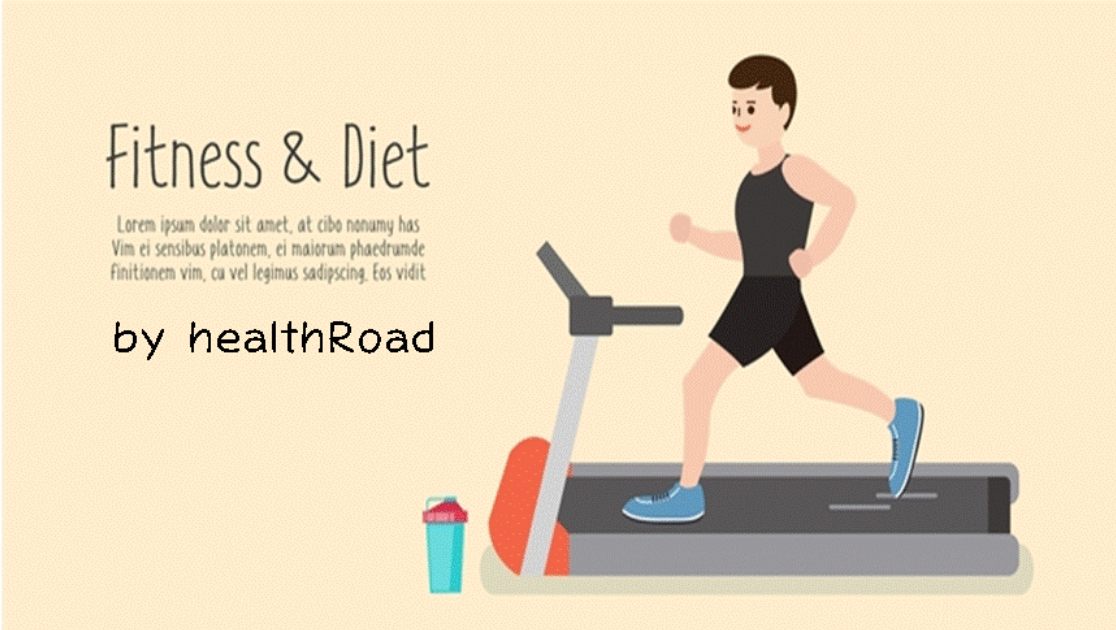 Fitness & Diet
Lorem ipsum dolor sit amet, at cibo nonumy has
Vim ei sensibus platonem, ei maiorum phaedrumde
finitionem vim, cu vel legimus sadipscing. Eos vidit
by healthRoad